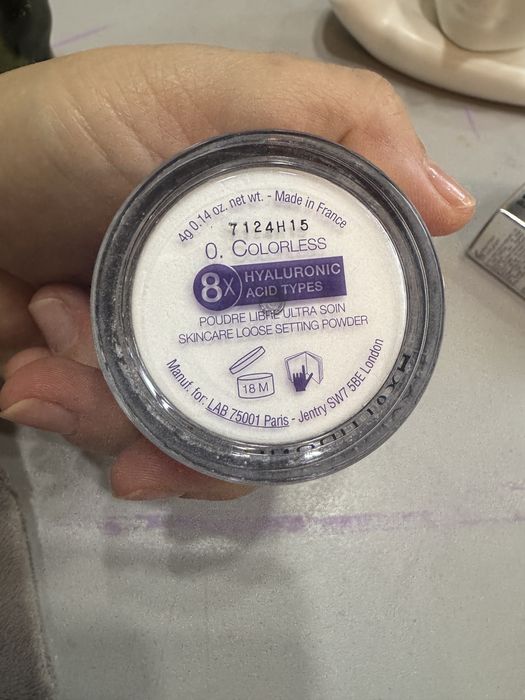 4g 0.14 oz. net wt. - Made in France
7124H15
0. COLORLESS
8X HYALURONIC
ACID TYPES
POUDRE LIBRE ULTRA SOIN
SKINCARE LOOSE SETTING POWDER
18 M
Manuf. for: LAB 75001 Paris - Jentry SW7 5BE London